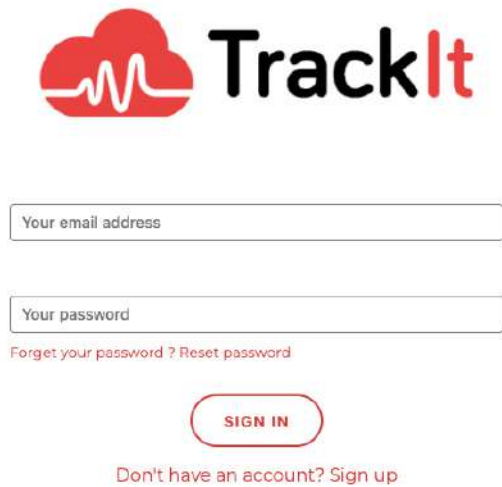 TrackIt
Your email address
Your password
Forget your password ? Reset password
SIGN IN
Don't have an account? Sign up